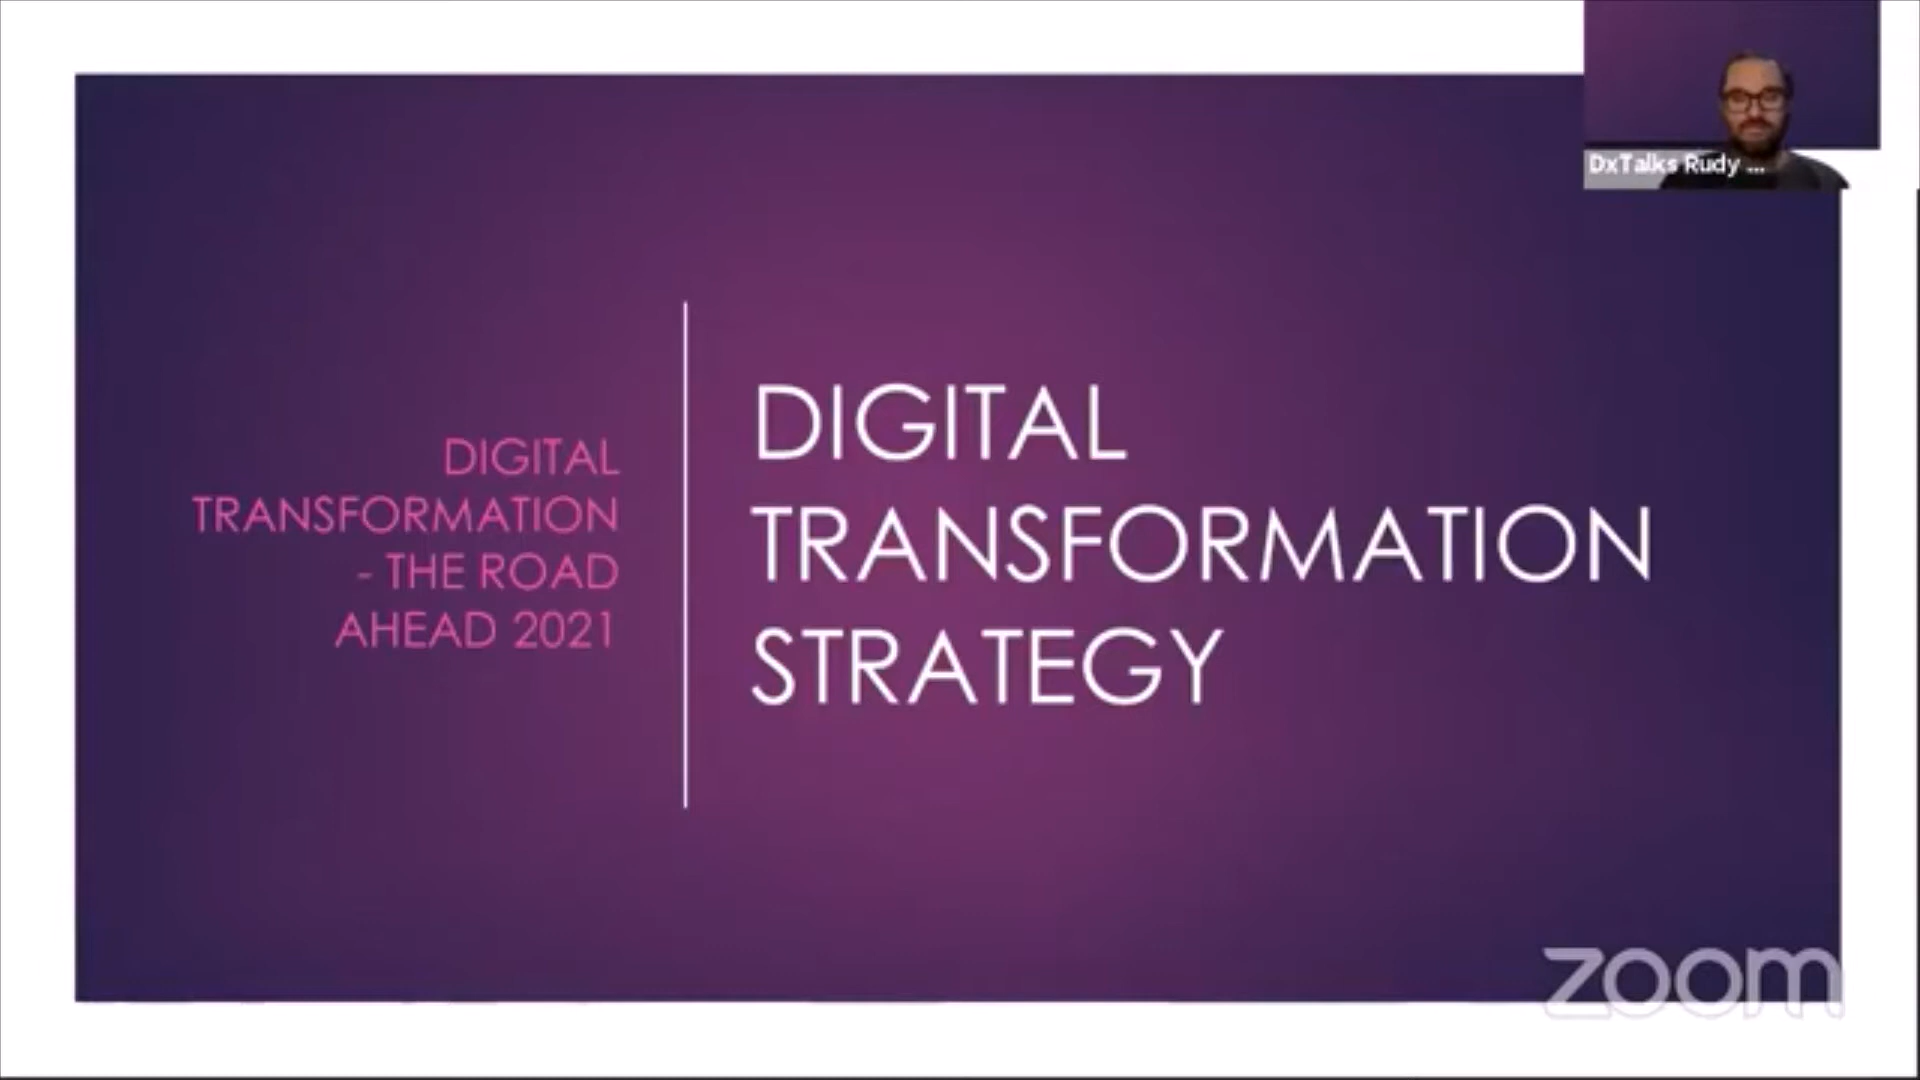 DxTalks Rudy ...
DIGITAL
TRANSFORMATION
- THE ROAD
AHEAD 2021
DIGITAL
TRANSFORMATION
STRATEGY
zoom